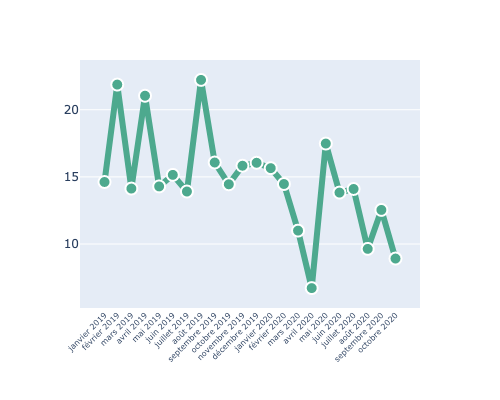 20
15
10
janvier 2019
février 2019
mars 2019
avril 2019
mai 2019
juin 2019
juillet 2019
août 2019
septembre 2019
octobre 2019
novembre 2019
décembre 2019
janvier 2020
février 2020
mars 2020
avril 2020
mai 2020
juin 2020
juillet 2020
août 2020
septembre 2020
octobre 2020